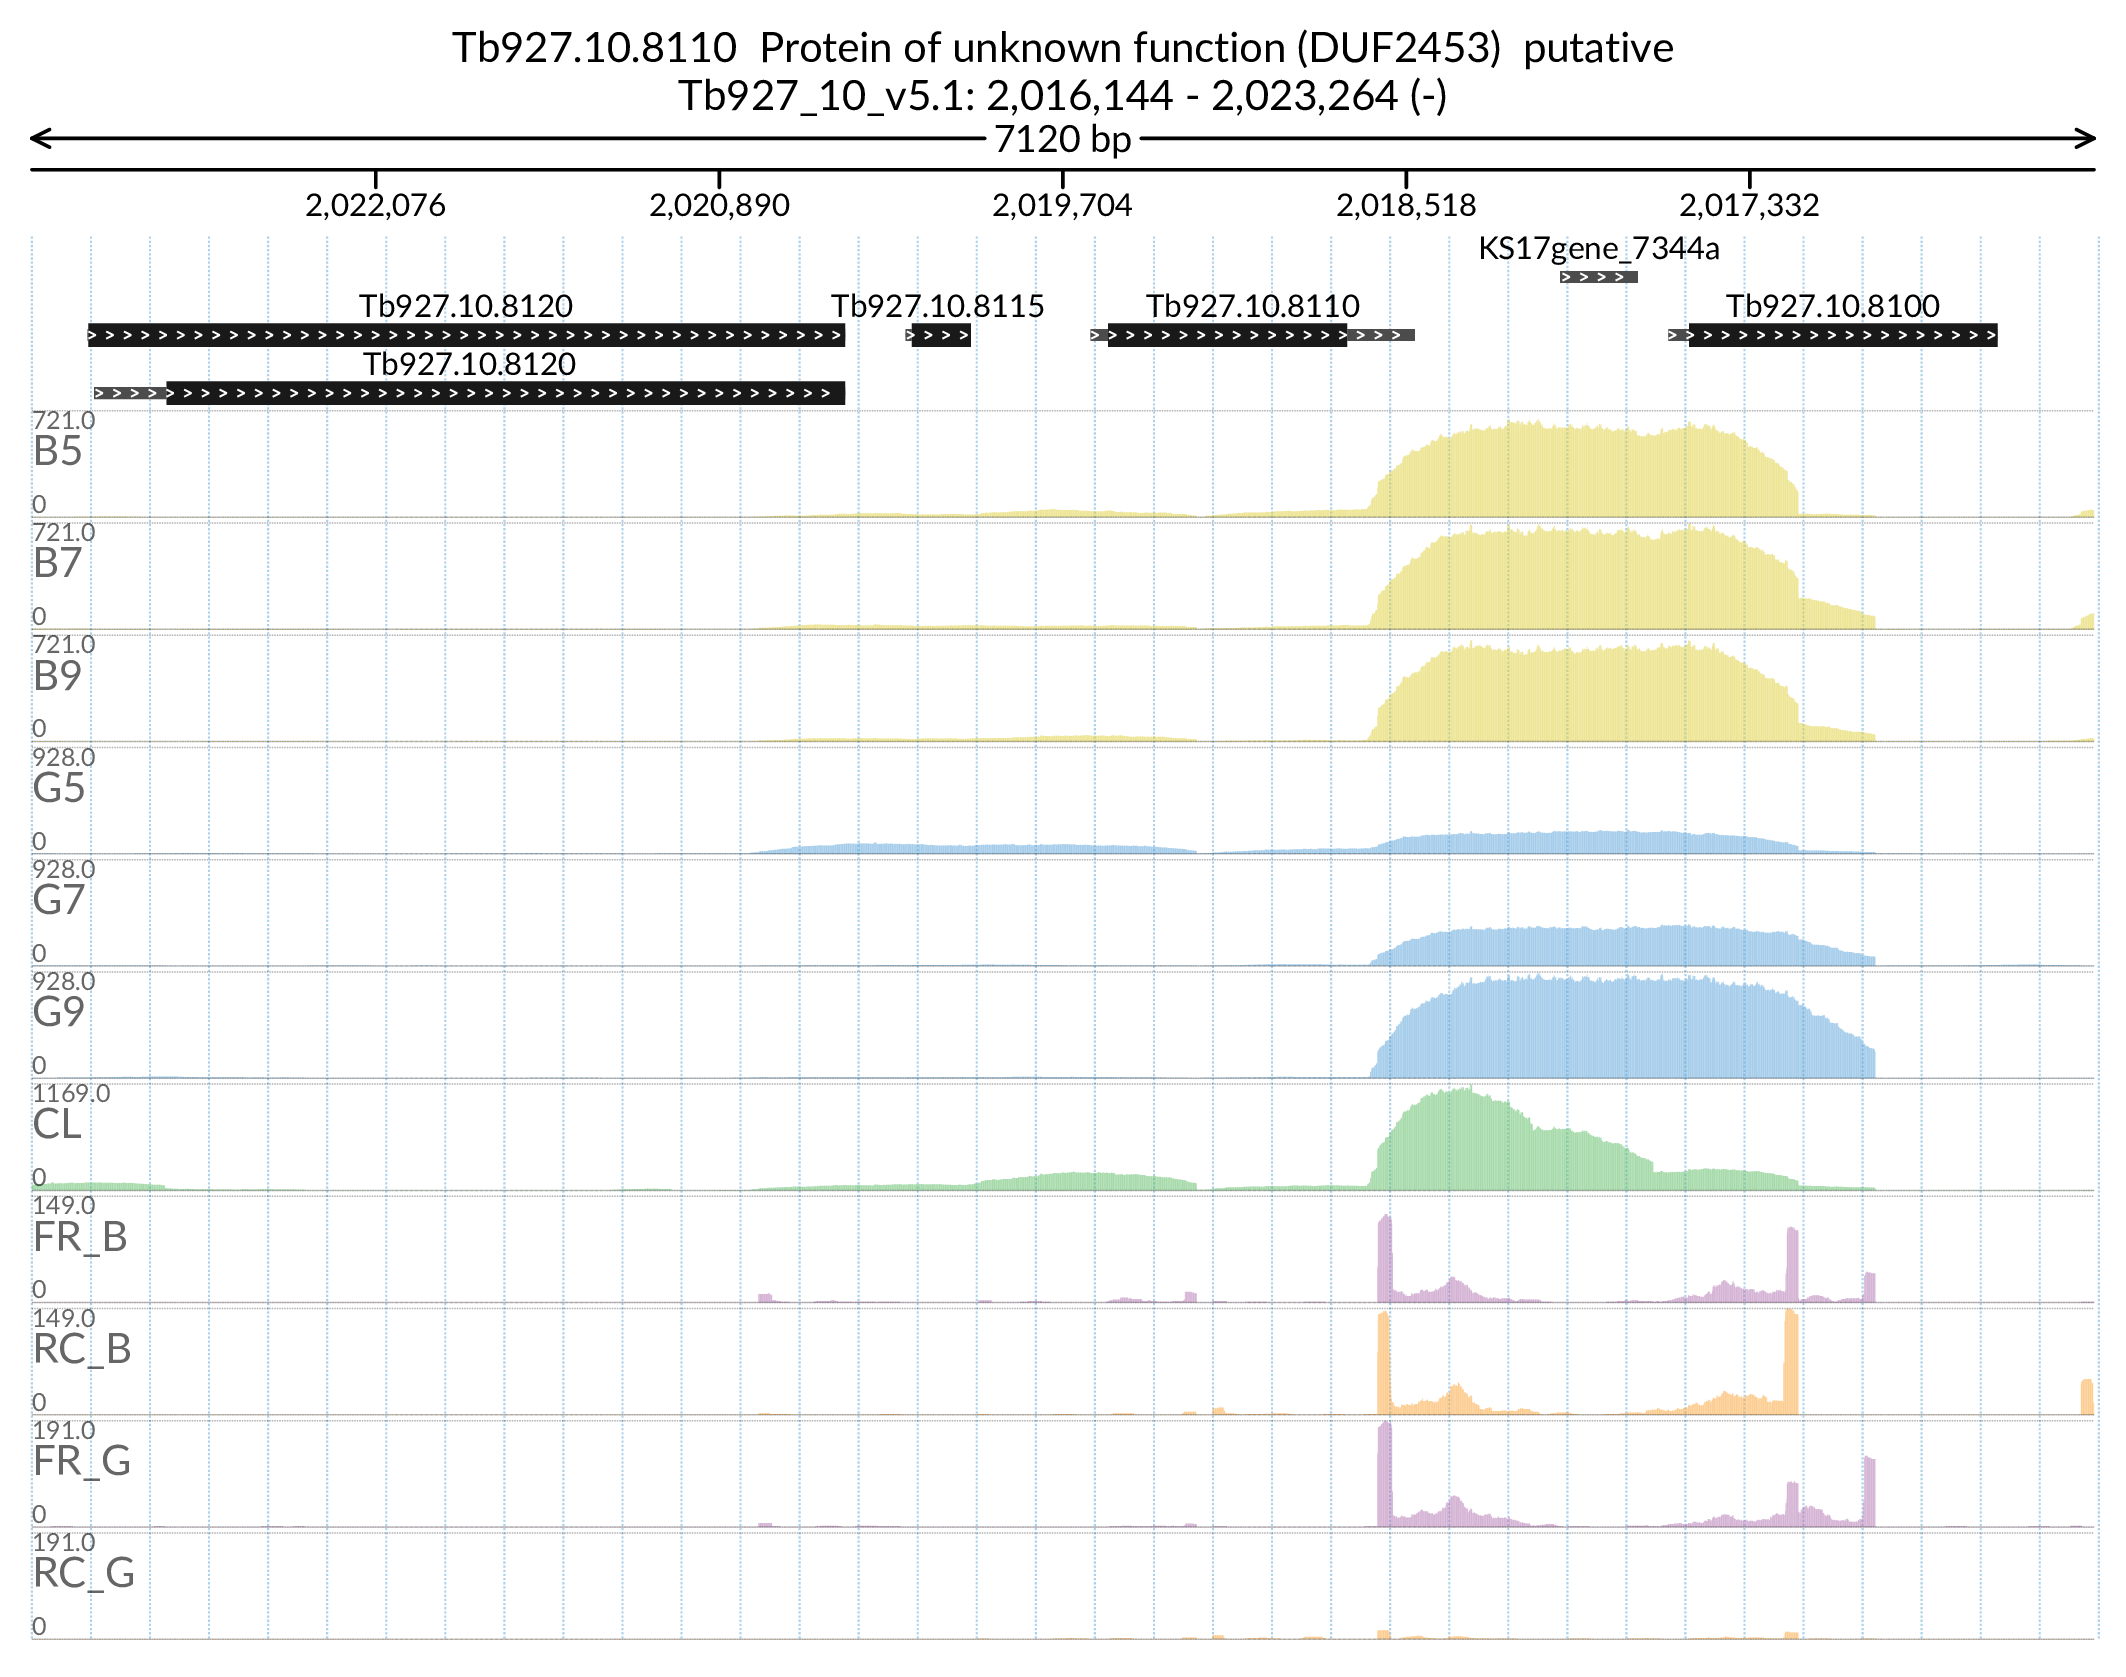 Tb927.10.8110  Protein of unknown function (DUF2453)  putative
Tb927_10_v5.1: 2,016,144 - 2,023,264 (-)
7120 bp
2,022,076 2,020,890 2,019,704 2,018,518 2,017,332
KS17gene_7344a
Tb927.10.8120 Tb927.10.8115 Tb927.10.8110 Tb927.10.8100
Tb927.10.8120
721.0
B5
0
721.0
B7
0
721.0
B9
0
928.0
G5
0
928.0
G7
0
928.0
G9
0
1169.0
CL
0
149.0
FR_B
0
149.0
RC_B
0
191.0
FR_G
0
191.0
RC_G
0